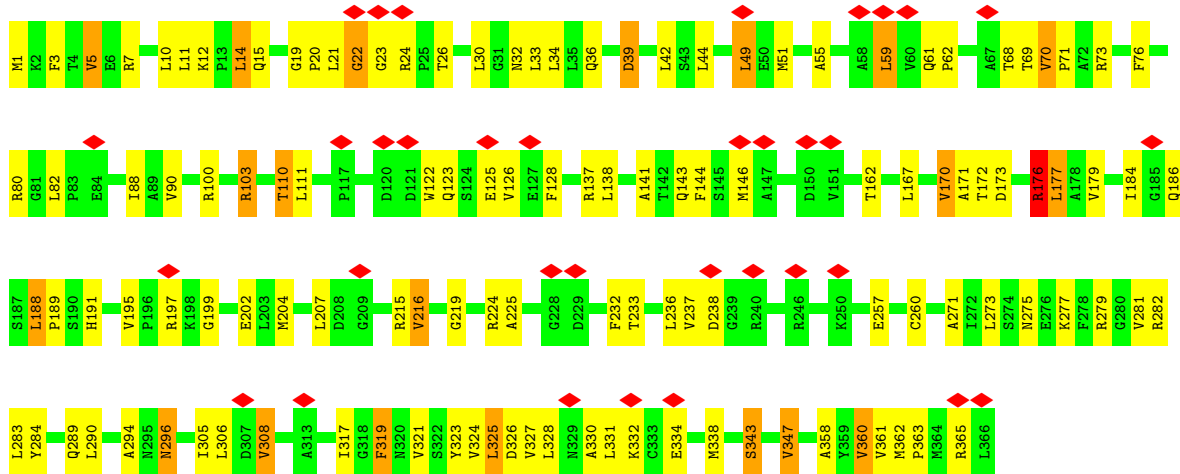 M1 K2 F3 T4 V5 E6 R7 L10 L11 K12 P13 L14 Q15 G19 P20 L21 G22 G23 R24 P25 T26 L30 G31 N32 L33 L34 L35 Q36 D39 L42 S43 L44 L49 E50 M51 A55 A58 L59 V60 Q61 P62 A67 T68 T69 V70 P71 A72 R73 F76
R80 G81 L82 P83 E84 I88 A89 V90 R100 R103 T110 L111 P117 D120 D121 W122 Q123 S124 E125 V126 E127 F128 R137 L138 A141 T142 Q143 F144 S145 M146 A147 D150 V151 T162 L167 V170 A171 T172 D173 R176 L177 A178 V179 I184 G185 Q186
S187 L188 P189 S190 H191 V195 P196 R197 K198 G199 E202 L203 M204 L207 D208 G209 R215 V216 G219 R224 A225 G228 D229 F232 T233 L236 V237 D238 G239 R240 R246 K250 E257 C260 A271 I272 L273 S274 N275 E276 K277 F278 R279 G280 V281 R282
L283 Y284 Q289 L290 A294 N295 N296 I305 L306 D307 V308 A313 I317 G318 F319 N320 V321 S322 Y323 V324 L325 D326 V327 L328 N329 A330 L331 K332 C333 E334 M338 S343 V347 A358 Y359 V360 V361 M362 P363 M364 R365 L366